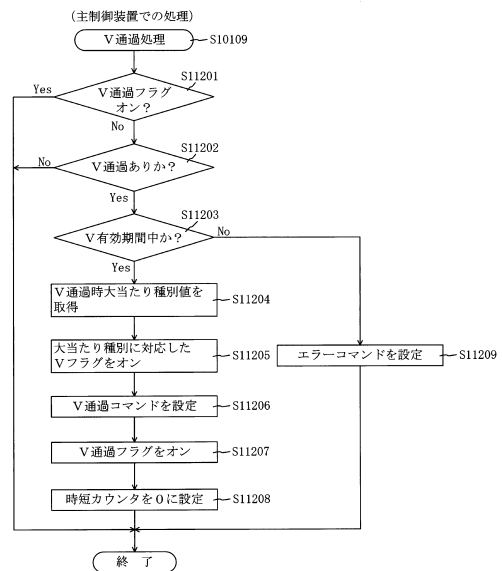 (主制御装置での処理)
V通過処理
S10109
S11201
V通過フラグ
オン?
Yes
No
S11202
V通過ありか?
No
Yes
S11203
V有効期間中か?
No
Yes
V通過時大当たり種別値を
取得
S11204
大当たり種別に対応した
Vフラグをオン
S11205
エラーコマンドを設定
S11209
V通過コマンドを設定
S11206
V通過フラグをオン
S11207
時短カウンタを0に設定
S11208
終 了